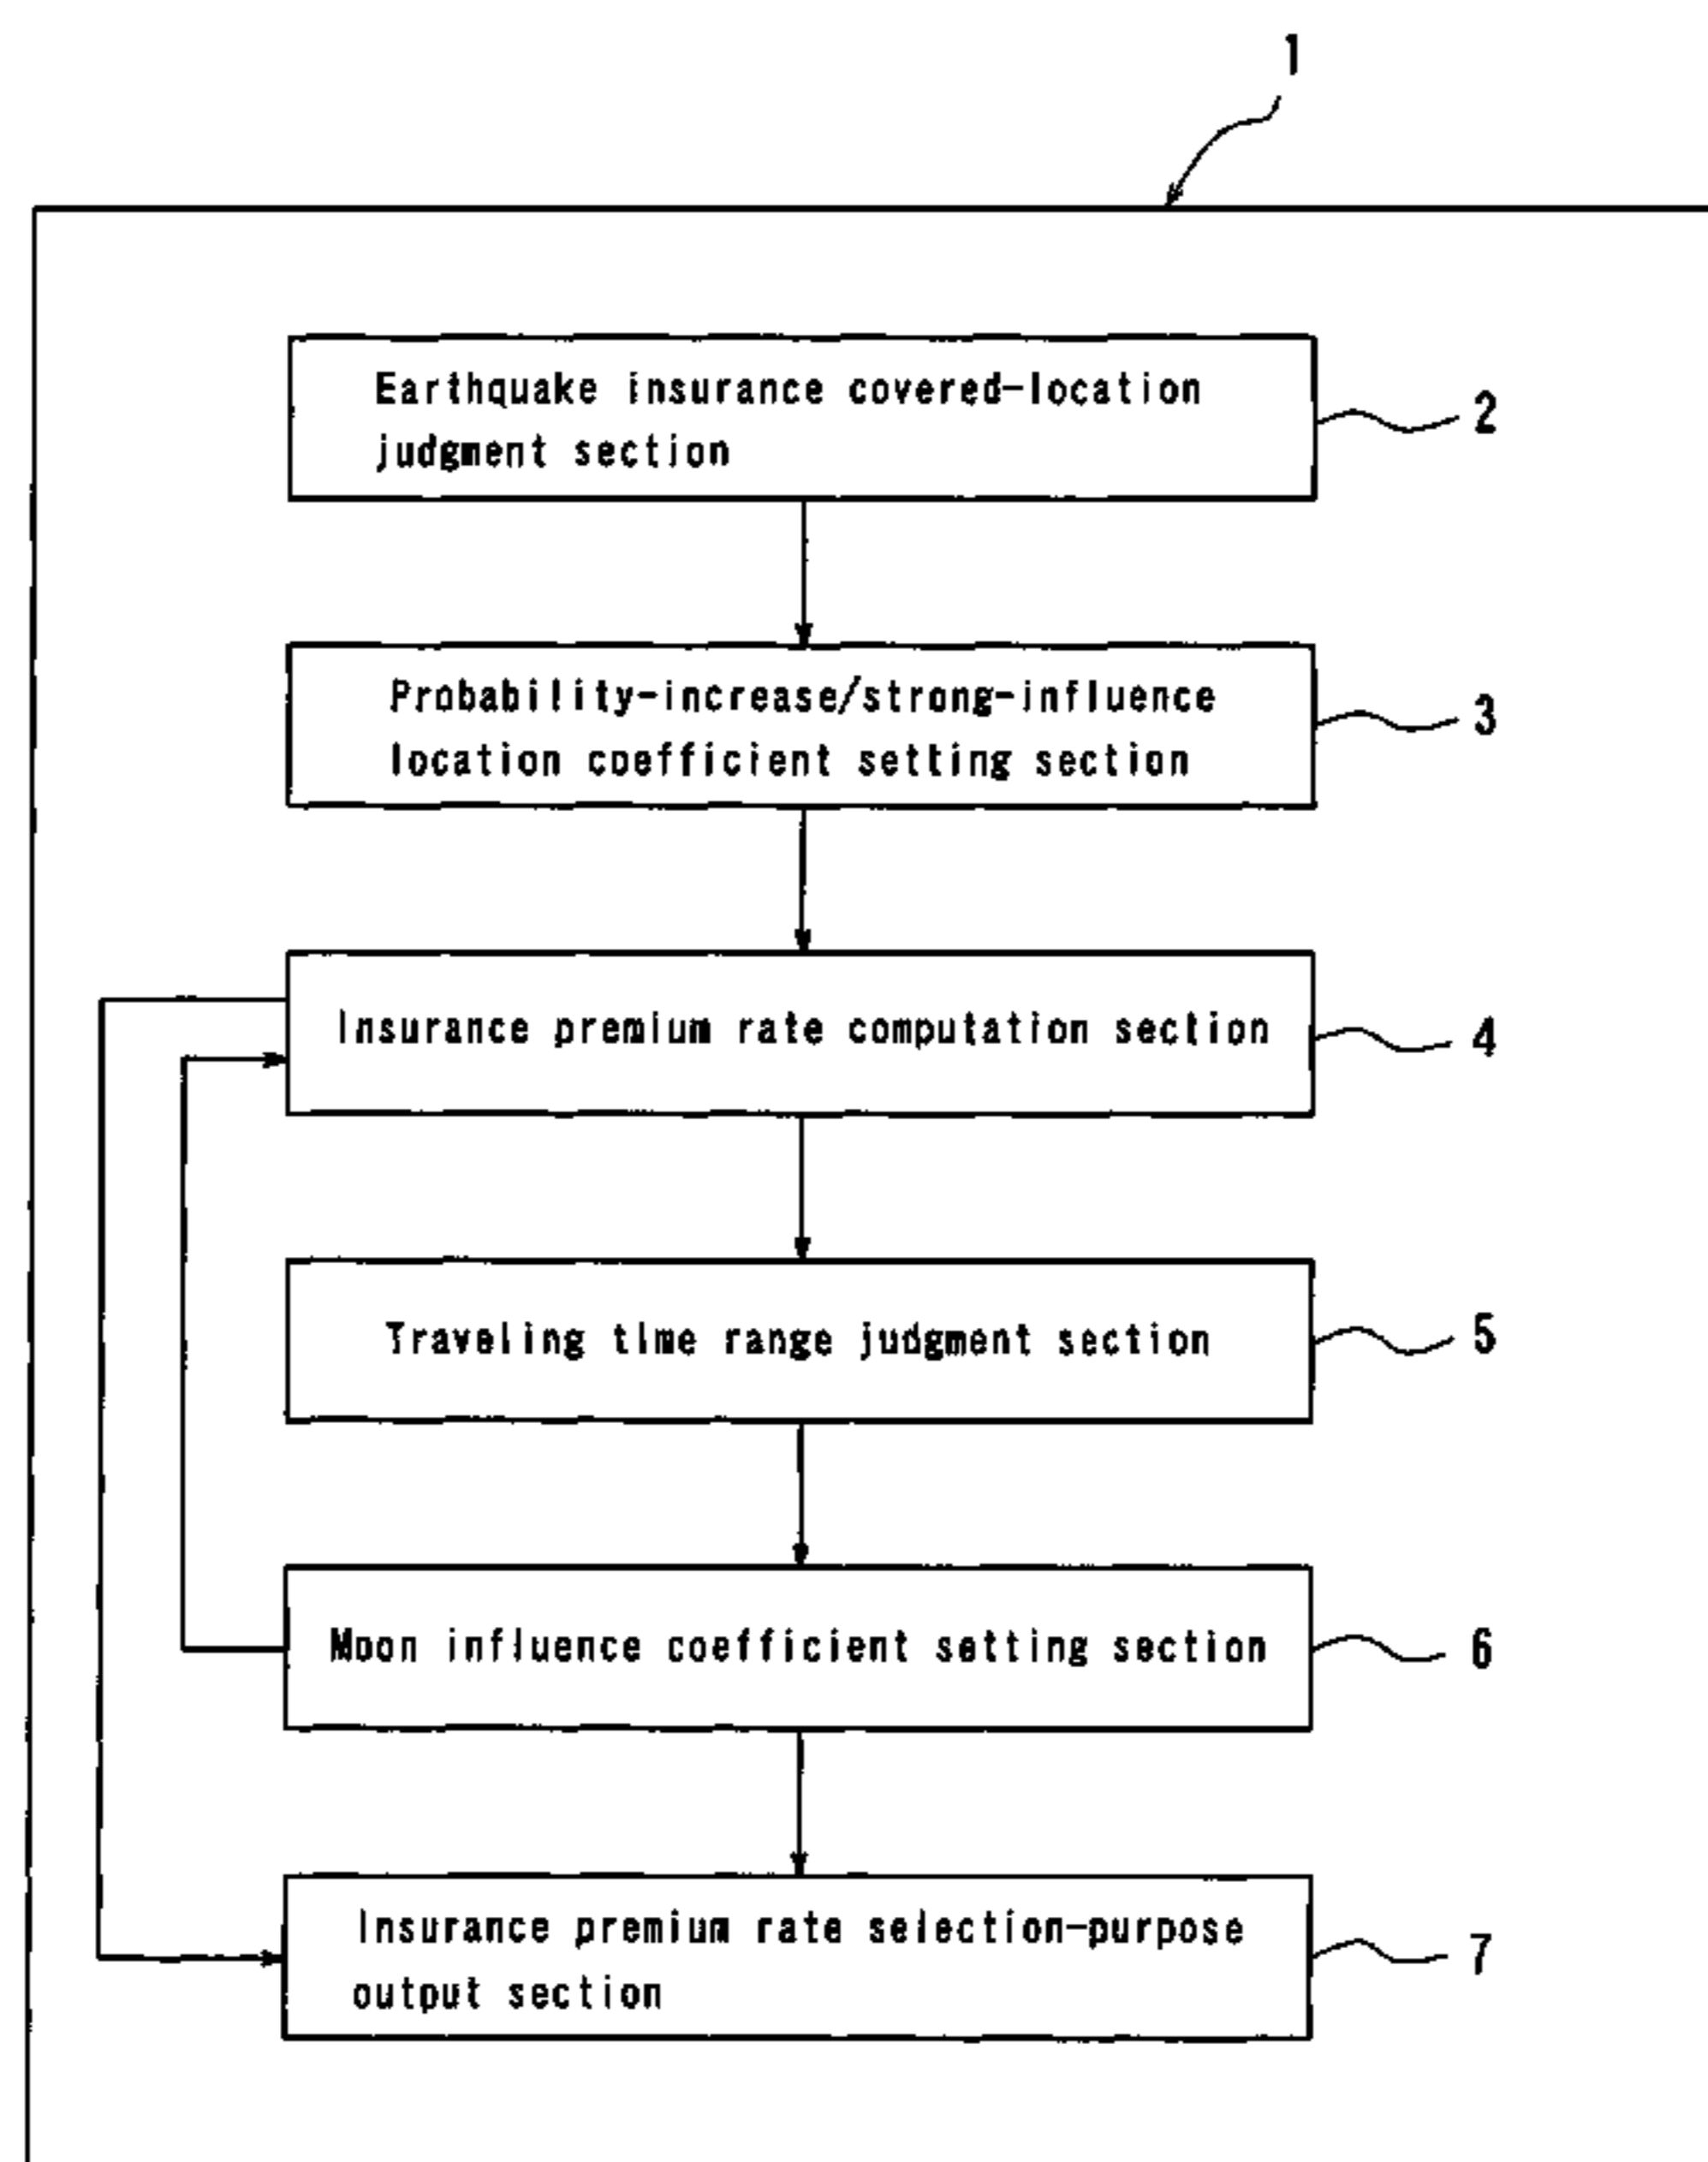 1
Earthquake insurance covered-location
judgment section
2
Probability-increase/strong-influence
location coefficient setting section
3
Insurance premium rate computation section
4
Traveling time range judgment section
5
Moon influence coefficient setting section
6
Insurance premium rate selection-purpose
output section
7